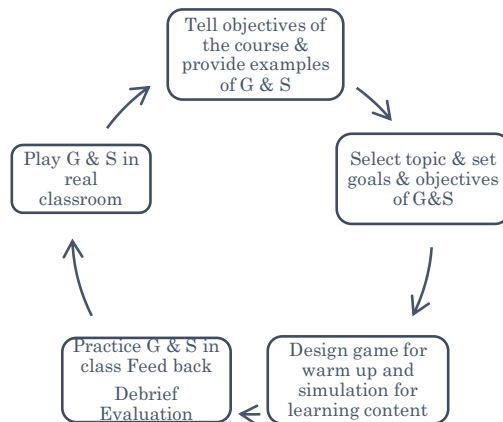 Tell objectives of
the course &
provide examples
of G & S
Select topic & set
goals & objectives
of G&S
Design game for
warm up and
simulation for
learning content
Practice G & S in
class Feed back
Debrief
Evaluation
Play G & S in
real
classroom